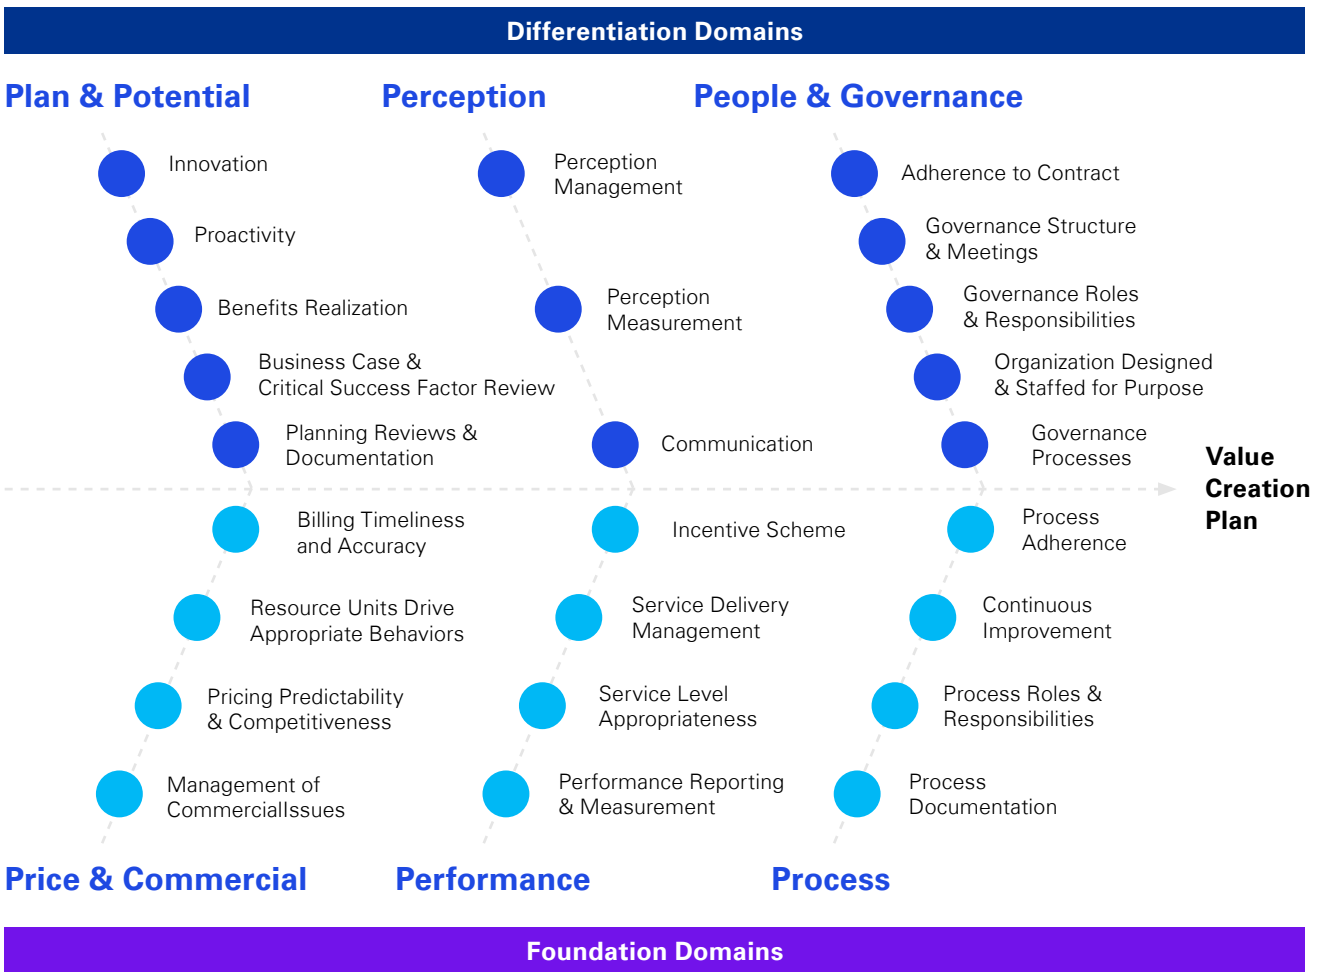 Differentiation Domains
Plan & Potential
Perception
People & Governance
Innovation
Proactivity
Benefits Realization
Business Case &
Critical Success Factor Review
Planning Reviews &
Documentation
Perception
Management
Perception
Measurement
Communication
Adherence to Contract
Governance Structure
& Meetings
Governance Roles
& Responsibilities
Organization Designed
& Staffed for Purpose
Governance
Processes
Value
Creation
Plan
Billing Timeliness
and Accuracy
Resource Units Drive
Appropriate Behaviors
Pricing Predictability
& Competitiveness
Management of
CommercialIssues
Incentive Scheme
Service Delivery
Management
Service Level
Appropriateness
Performance Reporting
& Measurement
Process
Adherence
Continuous
Improvement
Process Roles &
Responsibilities
Process
Documentation
Price & Commercial
Performance
Process
Foundation Domains